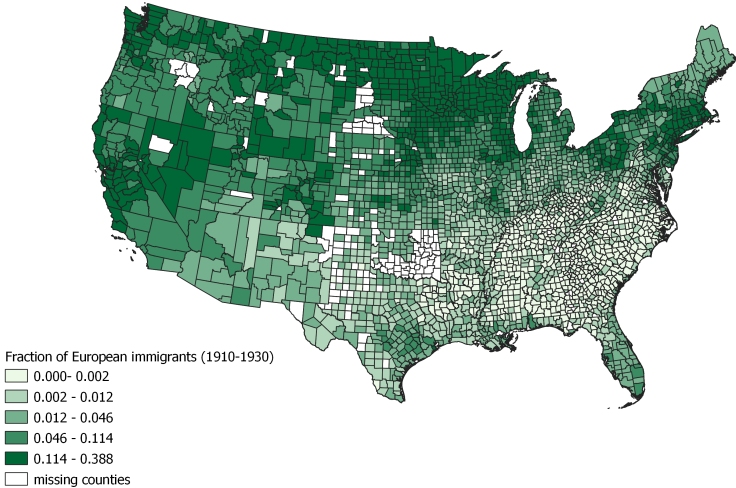 Fraction of European immigrants (1910-1930)
0.000- 0.002
0.002 - 0.012
0.012 - 0.046
0.046 - 0.114
0.114 - 0.388
missing counties